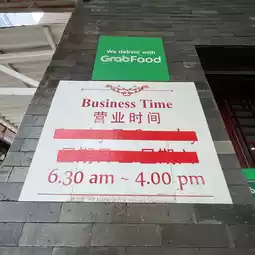 We deliver with
GrabFood
Business Time
营业时间
6.30 am ~ 4.00 pm